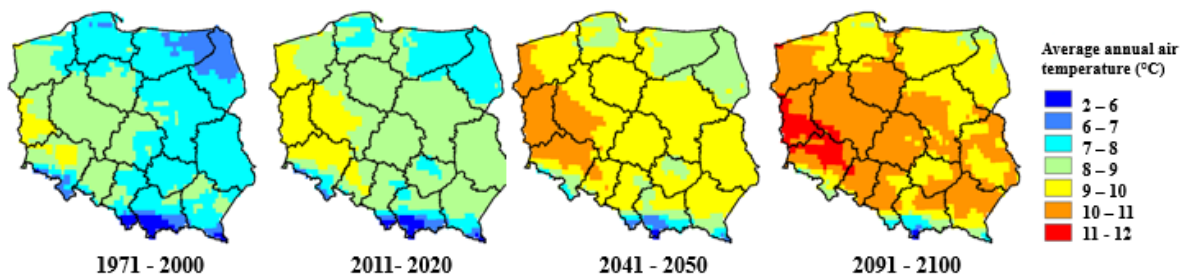 Average annual air
temperature (°C)
2 – 6
6 – 7
7 – 8
8 – 9
9 – 10
10 – 11
11 - 12
1971 - 2000
2011- 2020
2041 - 2050
2091 - 2100